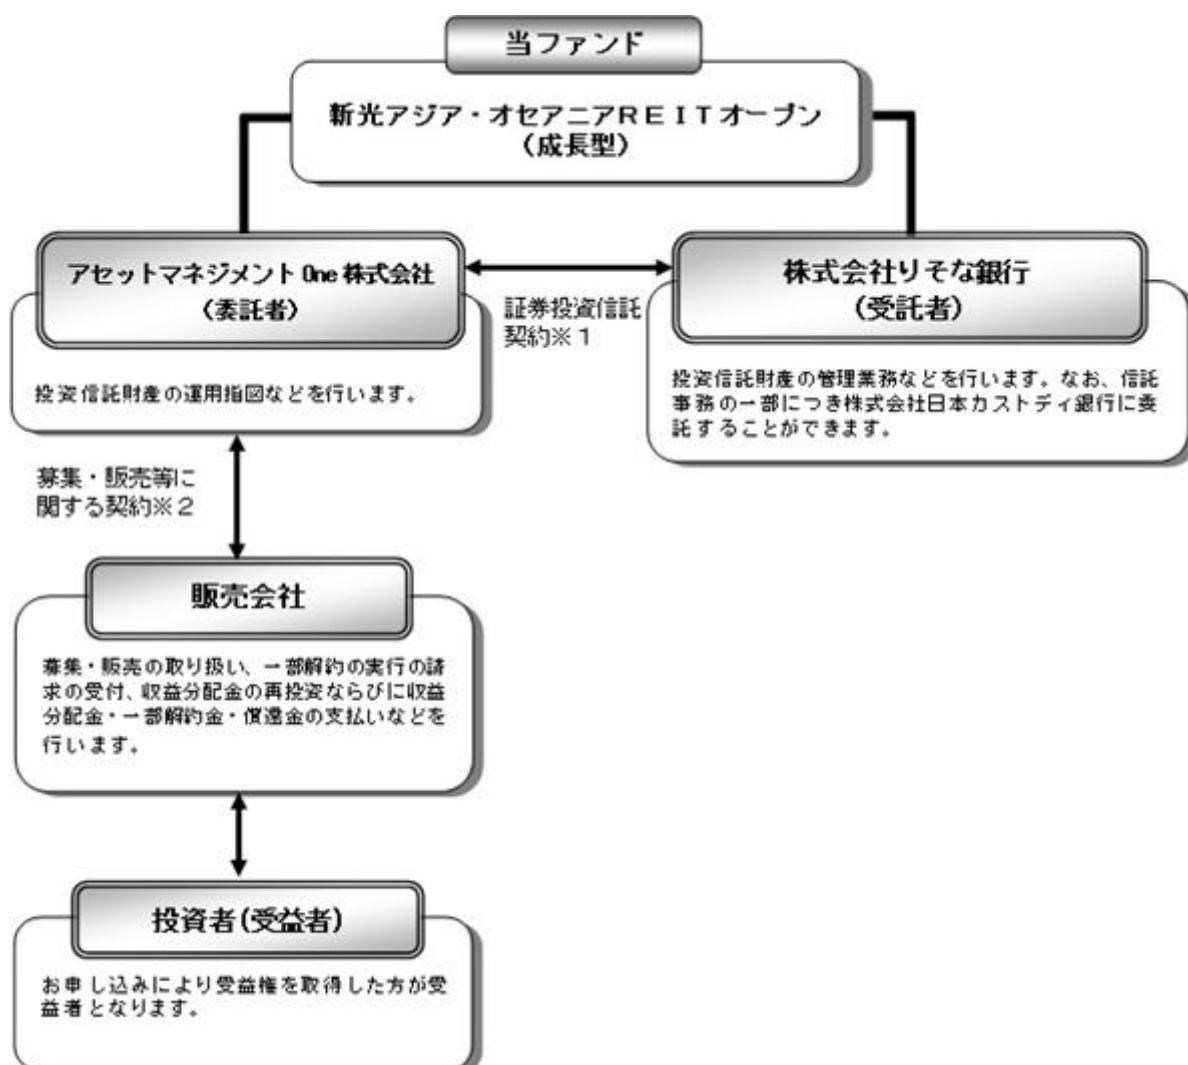 当ファンド
新光アジア・オセアニアＲＥＩＴオープン
（成長型）
アセットマネジメントOne株式会社
（委託者）
投資信託財産の運用指図などを行います。
証券投資信託
契約※１
株式会社りそな銀行
（受託者）
投資信託財産の管理業務などを行います。なお、信託
事務の一部につき株式会社日本カストディ銀行に委
託することができます。
募集・販売等に
関する契約※２
販売会社
募集・販売の取り扱い、一部解約の実行の請
求の受付、収益分配金の再投資ならびに収益
分配金・一部解約金・償還金の支払いなどを
行います。
投資者（受益者）
お申し込みにより受益権を取得した方が受
益者となります。